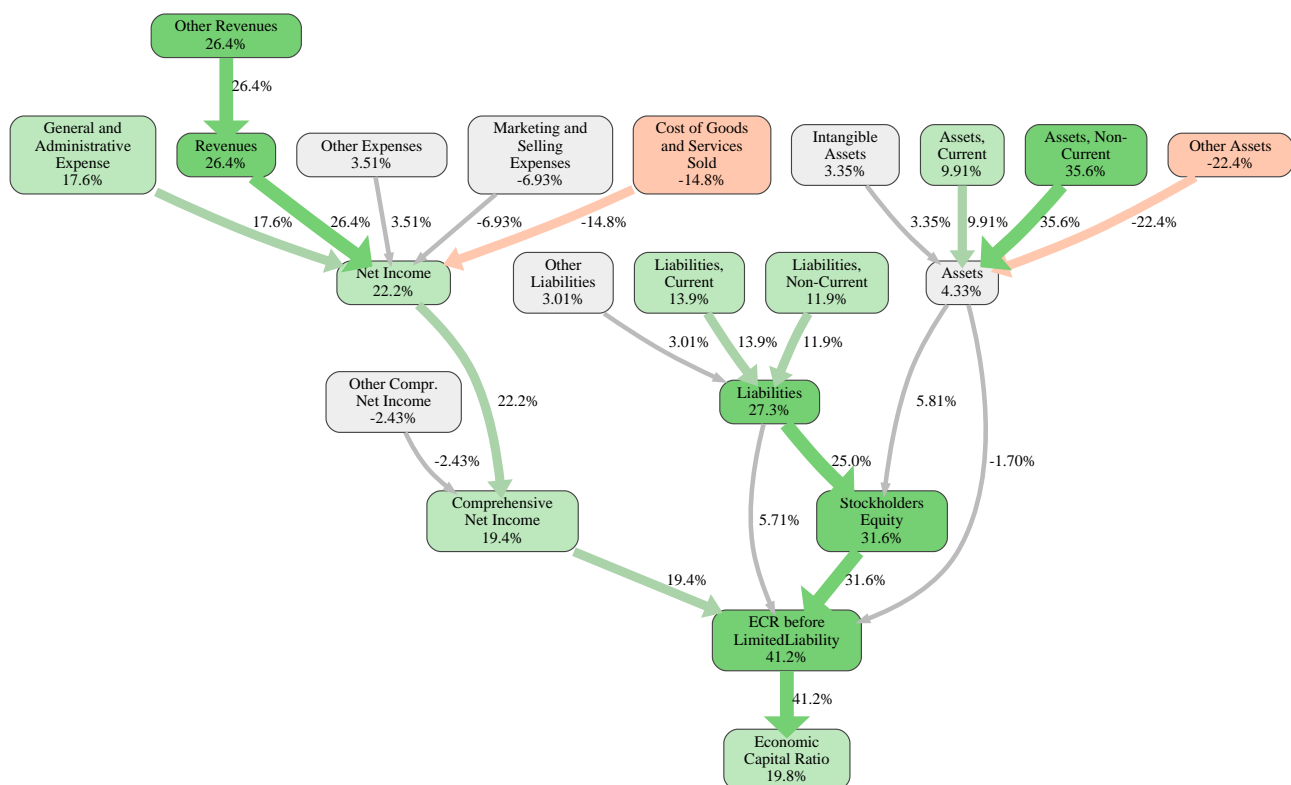 Other Revenues
26.4%
26.4%
General and
Administrative
Expense
17.6%
Revenues
26.4%
Other Expenses
3.51%
Marketing and
Selling
Expenses
-6.93%
Cost of Goods
and Services
Sold
-14.8%
Intangible
Assets
3.35%
Assets,
Current
9.91%
Assets, Non-
Current
35.6%
Other Assets
-22.4%
17.6%
26.4%
3.51%
-6.93%
-14.8%
3.35%
9.91%
35.6%
-22.4%
Net Income
22.2%
Other
Liabilities
3.01%
Liabilities,
Current
13.9%
Liabilities,
Non-Current
11.9%
Assets
4.33%
3.01%
13.9%
11.9%
Other Compr.
Net Income
-2.43%
22.2%
Liabilities
27.3%
5.81%
-2.43%
25.0%
-1.70%
Comprehensive
Net Income
19.4%
5.71%
Stockholders
Equity
31.6%
19.4%
31.6%
ECR before
LimitedLiability
41.2%
41.2%
Economic
Capital Ratio
19.8%